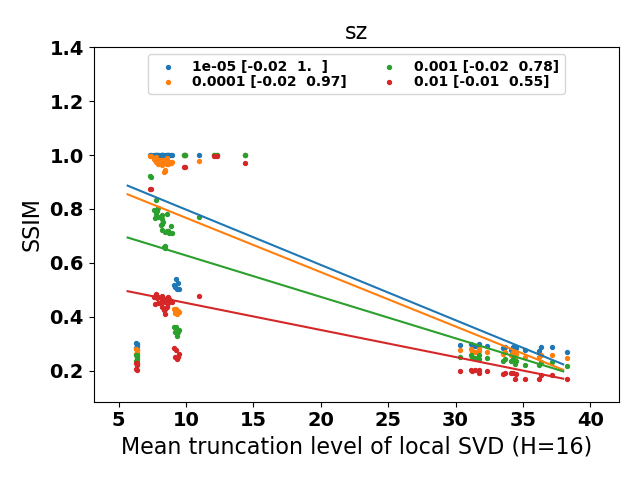 sz
1.4
1e-05 [-0.02  1.  ]
0.001 [-0.02  0.78]
0.0001 [-0.02  0.97]
0.01 [-0.01  0.55]
1.2
1.0
0.8
0.6
0.4
0.2
SSIM
5 10 15 20 25 30 35 40
Mean truncation level of local SVD (H=16)